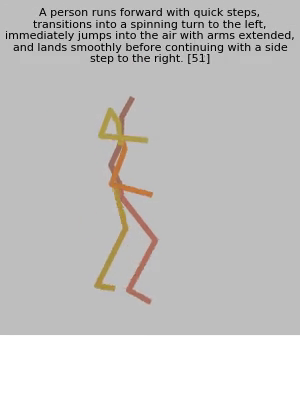 A person runs forward with quick steps,
transitions into a spinning turn to the left,
immediately jumps into the air with arms extended,
and lands smoothly before continuing with a side
step to the right. [51]